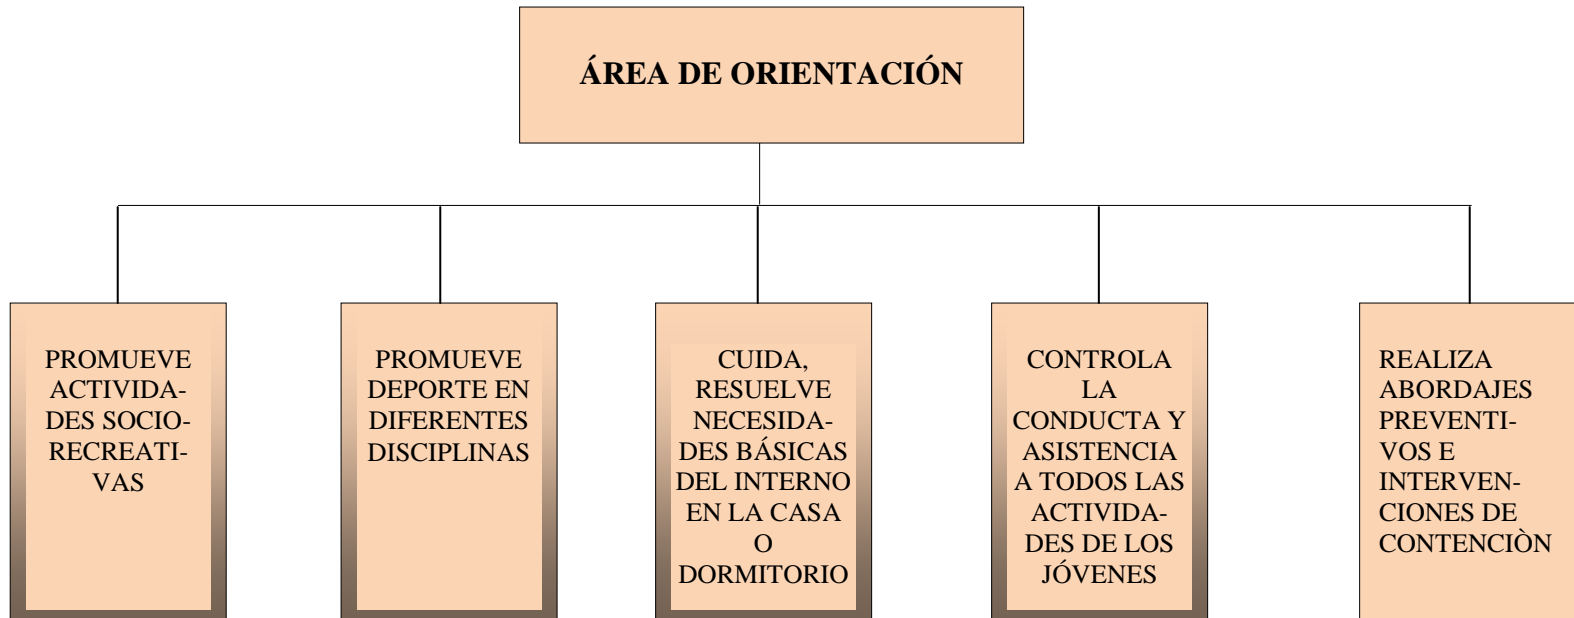 ÁREA DE ORIENTACIÓN
PROMUEVE
ACTIVIDA-
DES SOCIO-
RECREATI-
VAS
PROMUEVE
DEPORTE EN
DIFERENTES
DISCIPLINAS
CUIDA,
RESUELVE
NECESIDA-
DES BÁSICAS
DEL INTERNO
EN LA CASA
O
DORMITORIO
CONTROLA
LA
CONDUCTA Y
ASISTENCIA
A TODOS LAS
ACTIVIDA-
DES DE LOS
JÓVENES
REALIZA
ABORDAJES
PREVENTI-
VOS E
INTERVEN-
CIONES DE
CONTENCIÒN